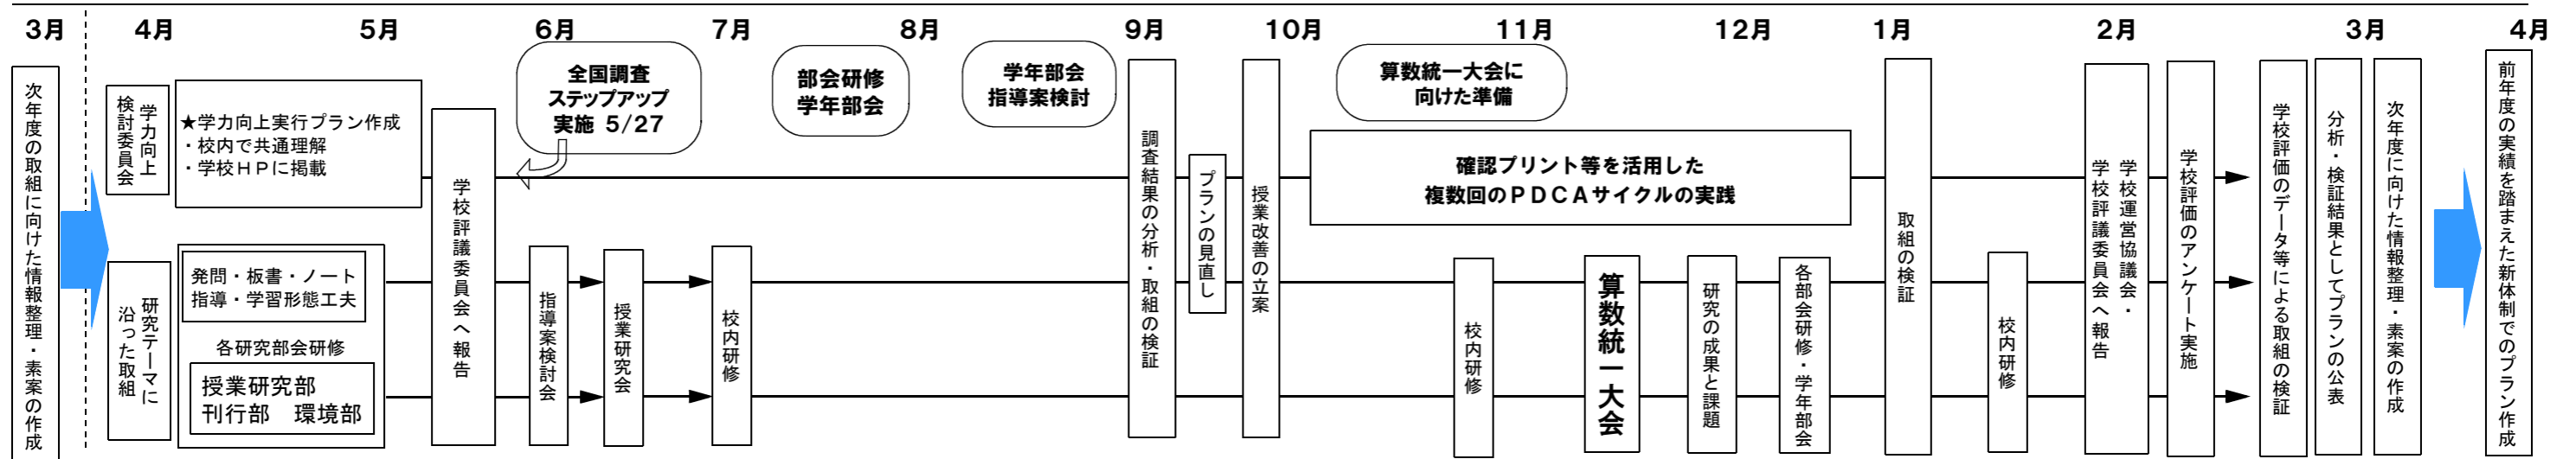 3月
4月
5月
6月
7月
8月
9月
10月
11月
12月
1月
2月
3月
4月
次年度の取組に向けた情報整理・素案の作成
学力向上
検討委員会
★学力向上実行プラン作成
・校内で共通理解
・学校ＨＰに掲載
研究テーマに
沿った取組
発問・板書・ノート
指導・学習形態工夫
各研究部会研修
授業研究部
刊行部　環境部
学校評議委員会へ報告
全国調査
ステップアップ
実施 5/27
指導案検討会
授業研究会
校内研修
部会研修
学年部会
学年部会
指導案検討
調査結果の分析・取組の検証
プランの見直し
授業改善の立案
算数統一大会に
向けた準備
確認プリント等を活用した
複数回のＰＤＣＡサイクルの実践
校内研修
算数統一大会
研究の成果と課題
各部会研修・学年部会
取組の検証
校内研修
学校運営協議会・
学校評議委員会へ報告
学校評価のアンケート実施
学校評価のデータ等による取組の検証
分析・検証結果としてプランの公表
次年度に向けた情報整理・素案の作成
前年度の実績を踏まえた新体制でのプラン作成